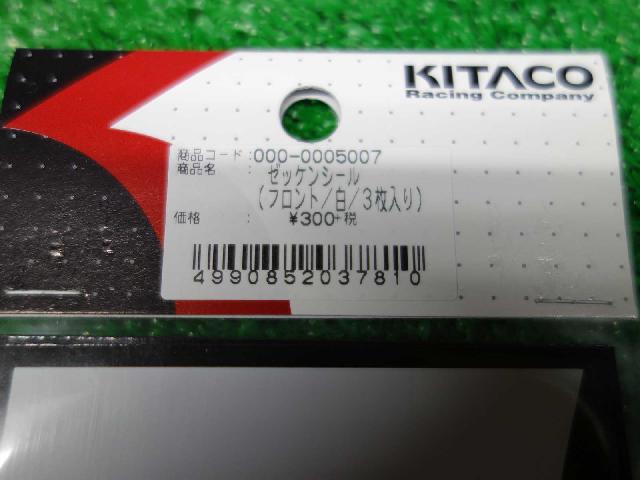 KITACO
Racing Company
商品コード：000-0005007
商品名　：　ゼッケンシール
(フロント/白/3枚入り)
価格　：　¥300+税
4990852037810